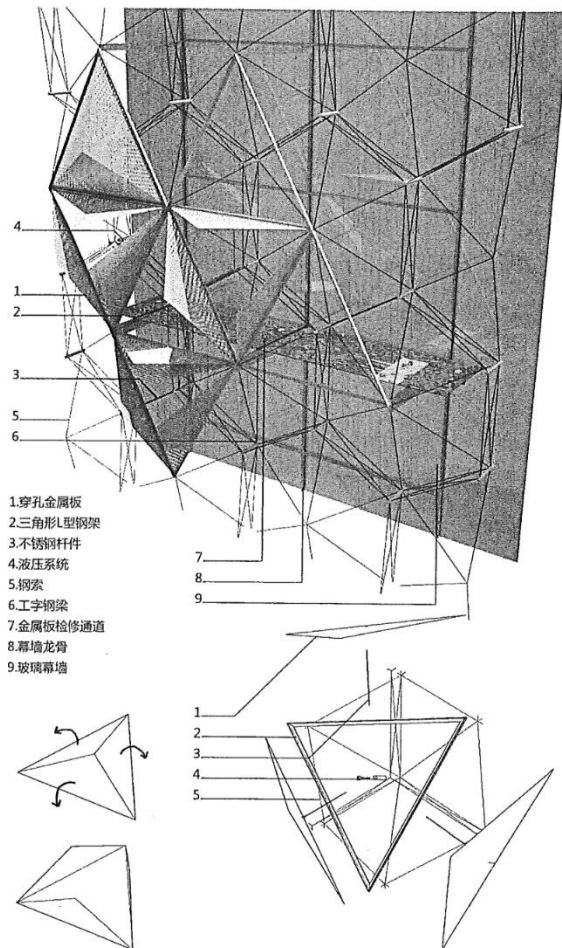 4
1
2
3
5
6
1.穿孔金属板
2.三角形L型钢架
3.不锈钢杆件
4.液压系统
5.钢索
6.工字钢梁
7.金属板检修通道
8.幕墙龙骨
9.玻璃幕墙
7
8
9
1
2
3
4
5